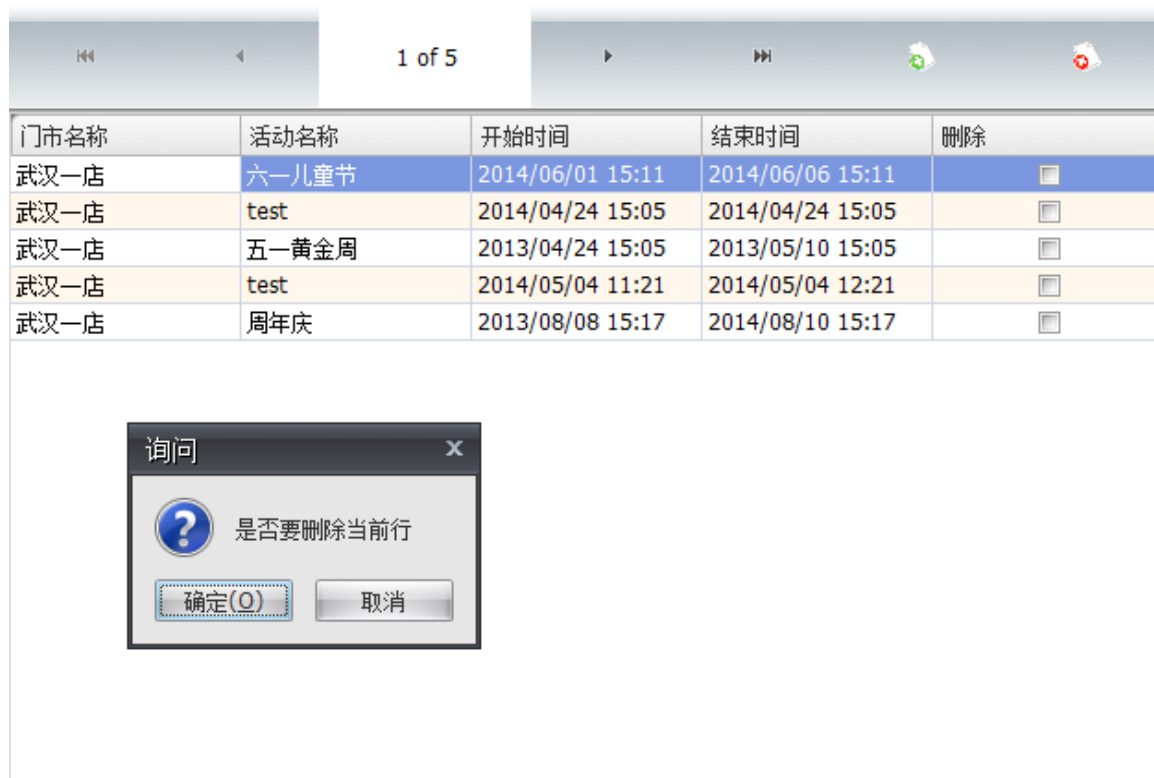 1 of 5
门市名称 活动名称 开始时间 结束时间 删除
武汉一店 六一儿童节 2014/06/01 15:11 2014/06/06 15:11
武汉一店 test 2014/04/24 15:05 2014/04/24 15:05
武汉一店 五一黄金周 2013/04/24 15:05 2013/05/10 15:05
武汉一店 test 2014/05/04 11:21 2014/05/04 12:21
武汉一店 周年庆 2013/08/08 15:17 2014/08/10 15:17
询问 x
是否要删除当前行
确定(O) 取消